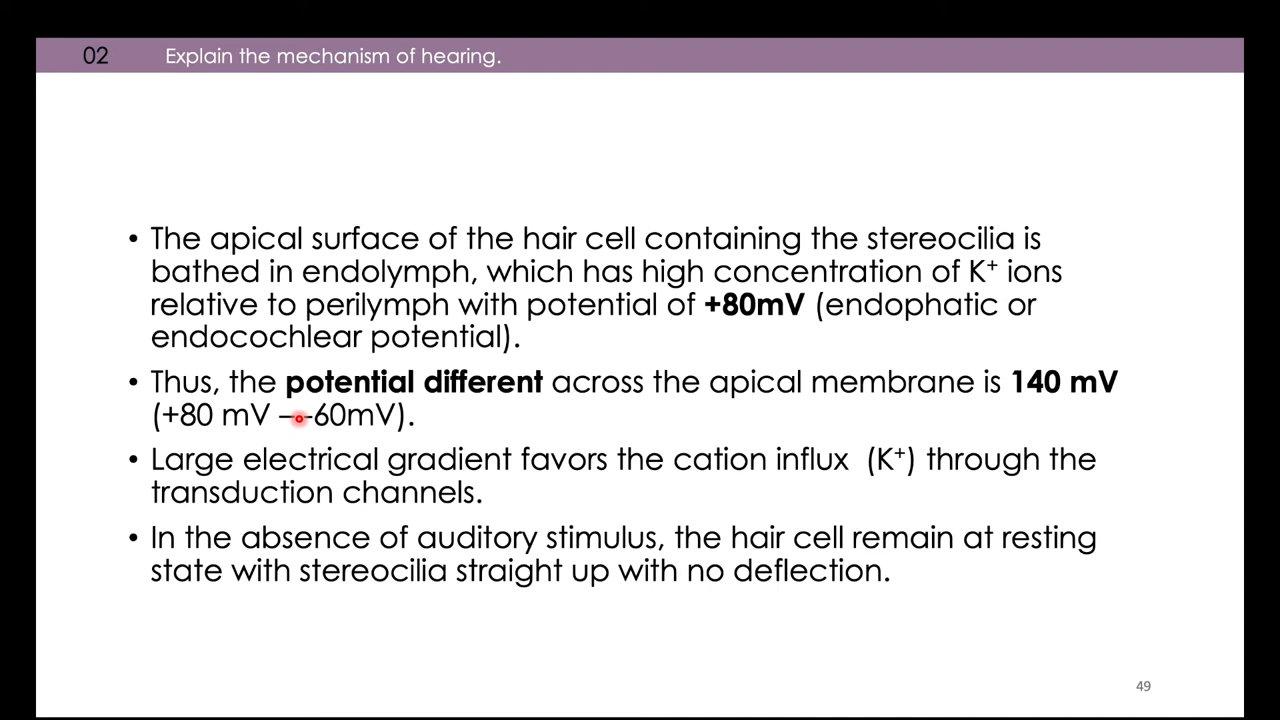 02 Explain the mechanism of hearing.
• The apical surface of the hair cell containing the stereocilia is
bathed in endolymph, which has high concentration of K⁺ ions
relative to perilymph with potential of +80mV (endophatic or
endocochlear potential).
• Thus, the potential different across the apical membrane is 140 mV
(+80 mV – -60mV).
• Large electrical gradient favors the cation influx (K⁺) through the
transduction channels.
• In the absence of auditory stimulus, the hair cell remain at resting
state with stereocilia straight up with no deflection.
49